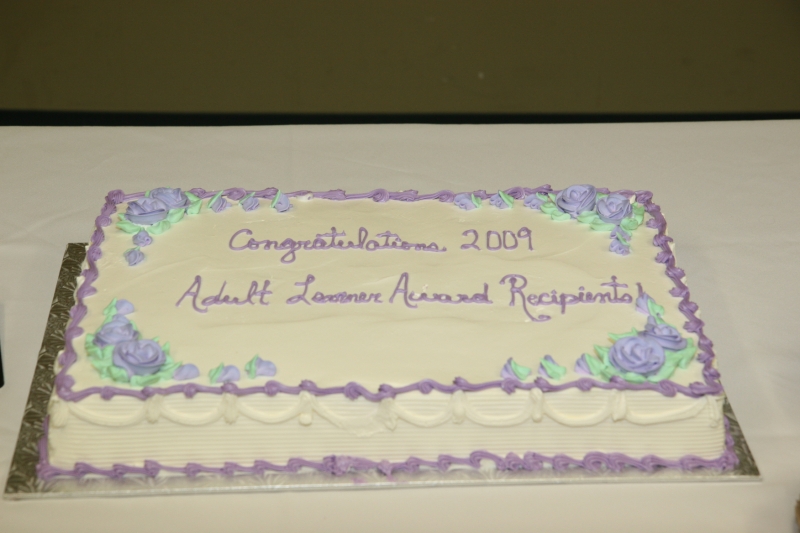 Congratulations 2009
Adult Learner Award Recipients!